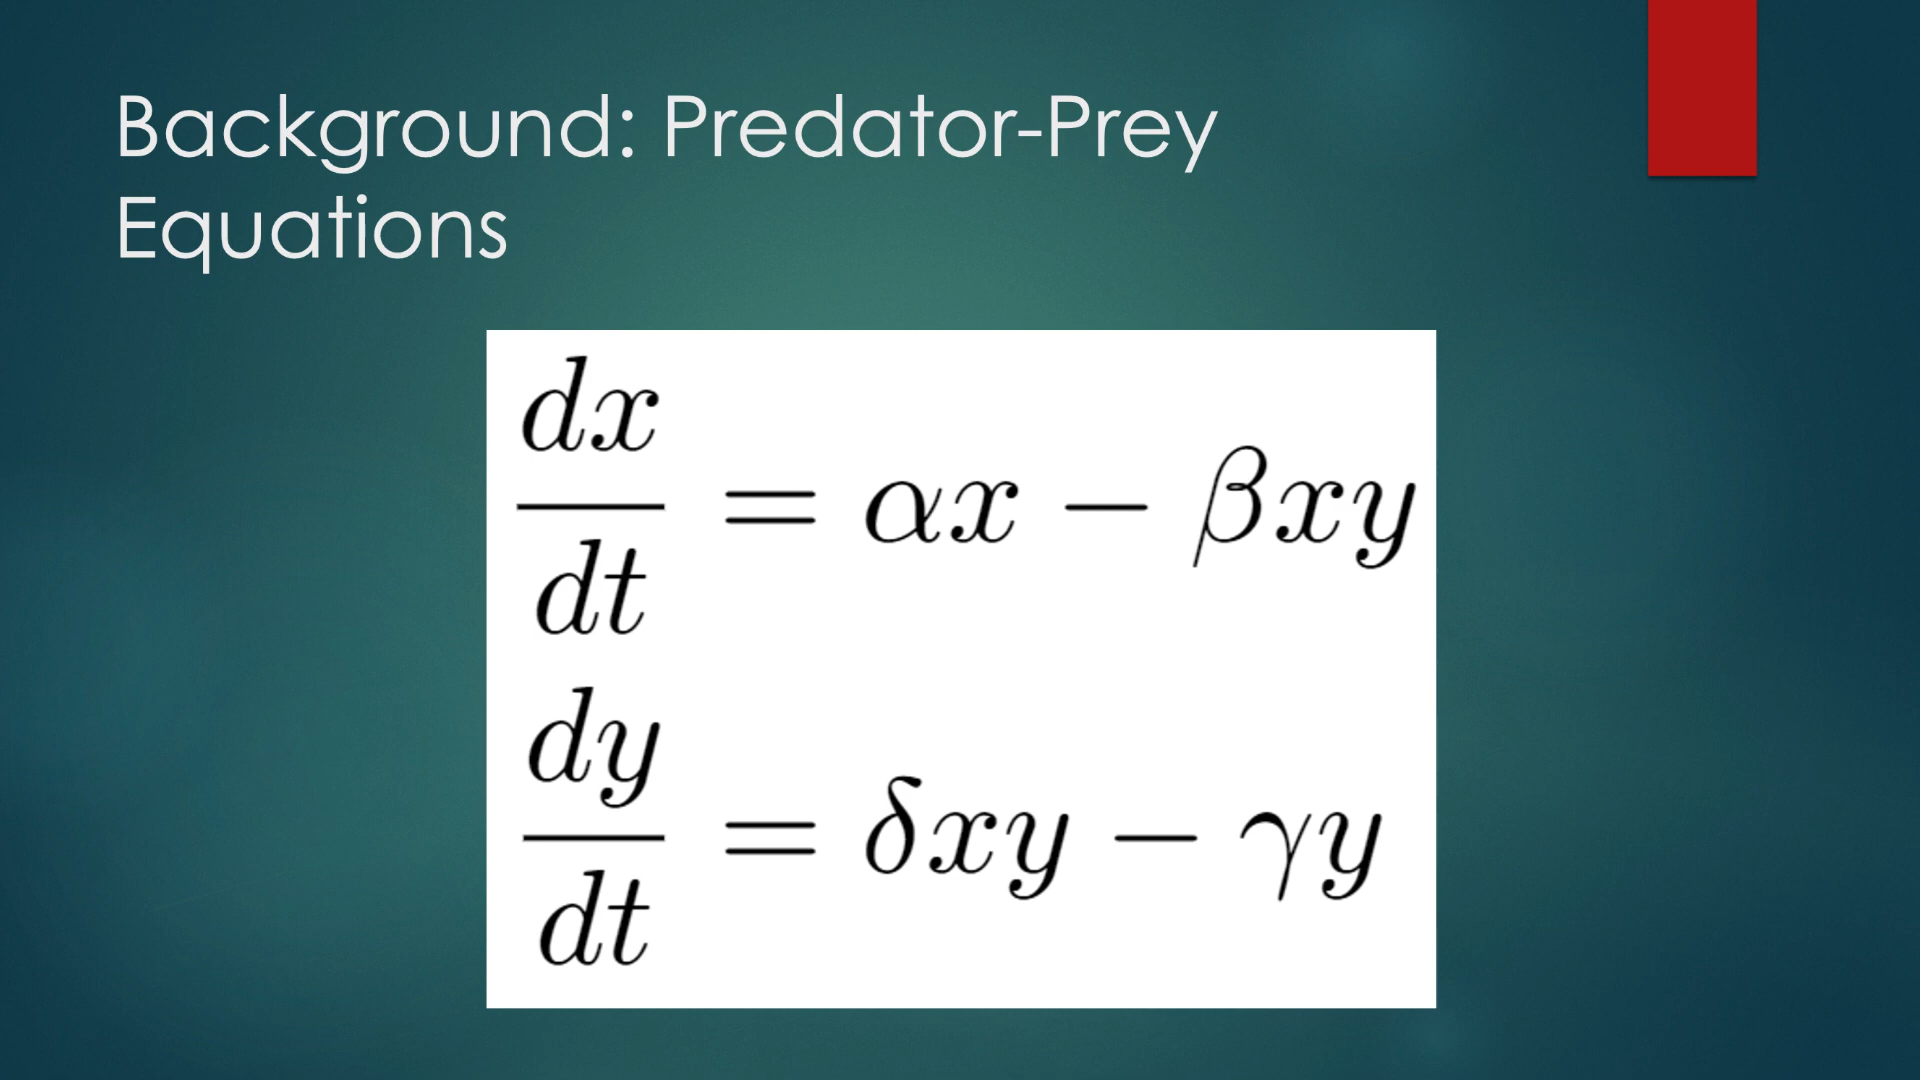 Background: Predator-Prey
Equations
dx/dt = αx − βxy
dy/dt = δxy − γy